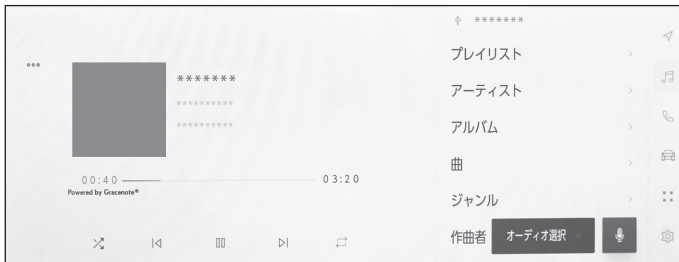 *******
**********
**********
00:40
03:20
Powered by Gracenote®
*******
プレイリスト
アーティスト
アルバム
曲
ジャンル
作曲者
オーディオ選択